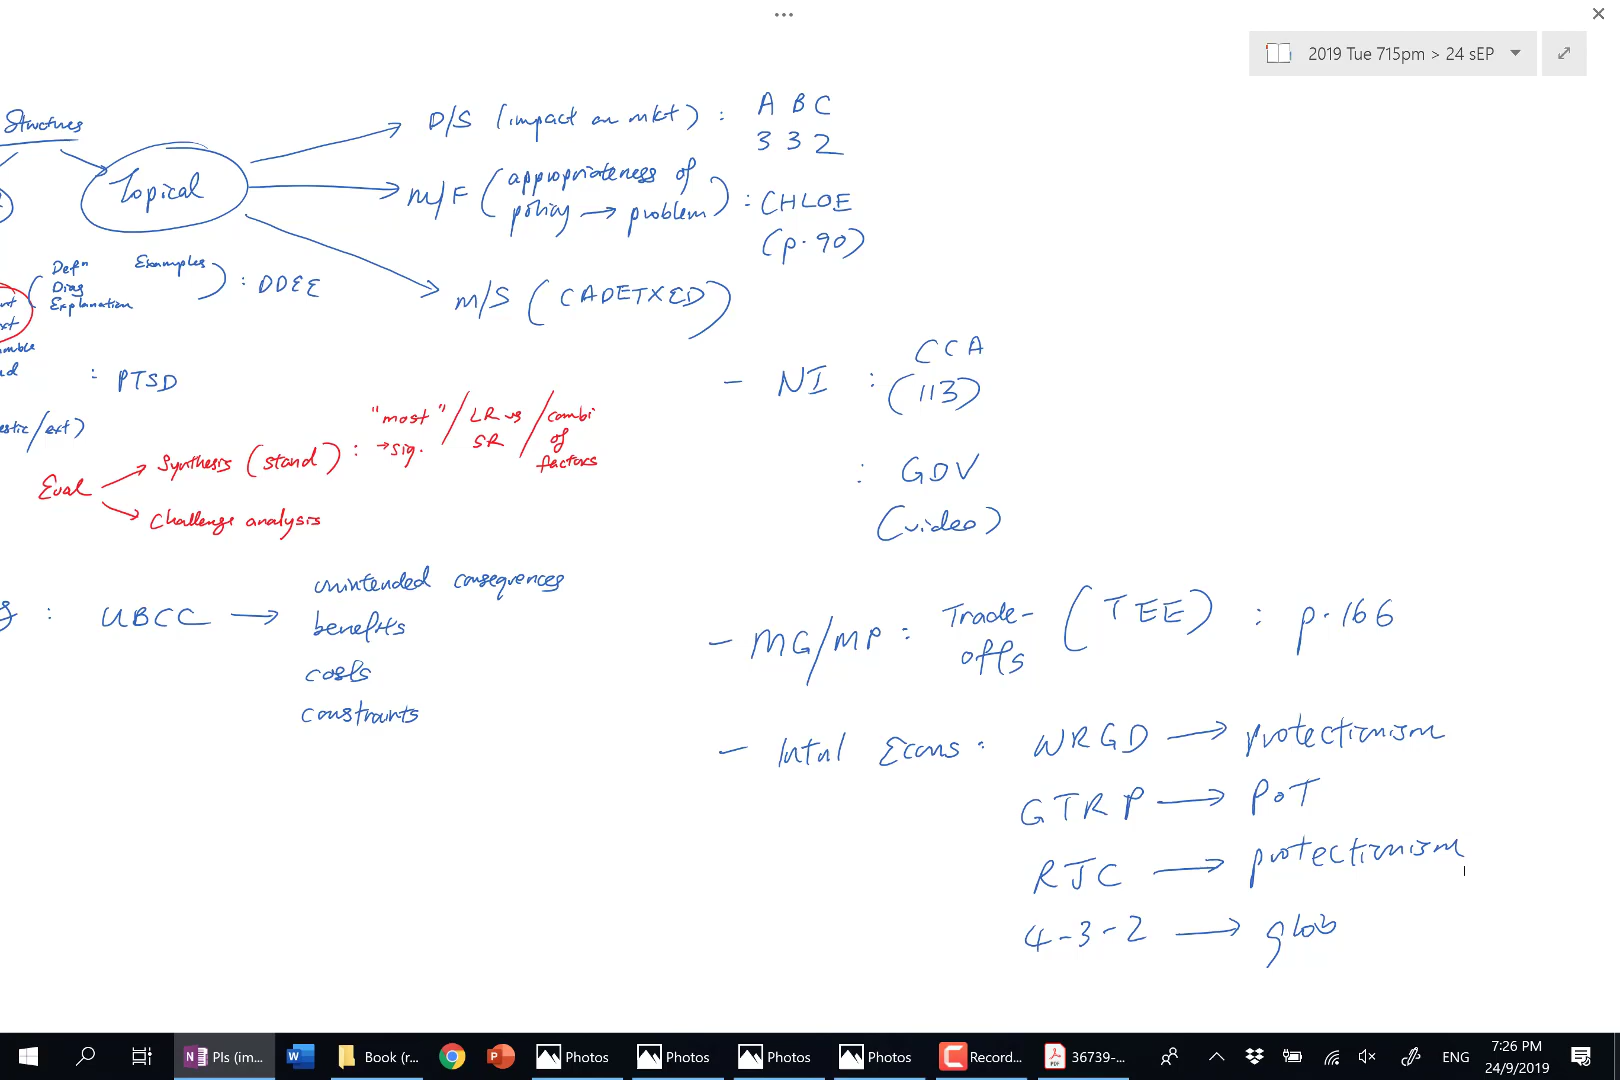 2019 Tue 715pm > 24 sEP
Structures
Topical
D/S (impact on mkt) : A B C
3 3 2
M/F (appropriateness of
policy → problem) : CHLOE
(p.90)
M/S (CADETXED)
Defn Examples
Diag
Explanation
: DDEE
: PTSD
estic/ext)
Eval
Synthesis (stand) :
"most" / LR vs / combi
→sig. SR of
factors
Challenge analysis
: UBCC →
unintended consequences
benefits
costs
constraints
- NI : CCA
(113)
: GDV
(video)
- MG/MP : Trade-
offs
(TEE) : p.166
- Intnl Econs : WRGD → protectionism
GTRP → PoT
RJC → protectionism
4-3-2 → glob
PIs (im...
Book (r...
Photos
Photos
Photos
Photos
Record...
36739-...
ENG
7:26 PM
24/9/2019